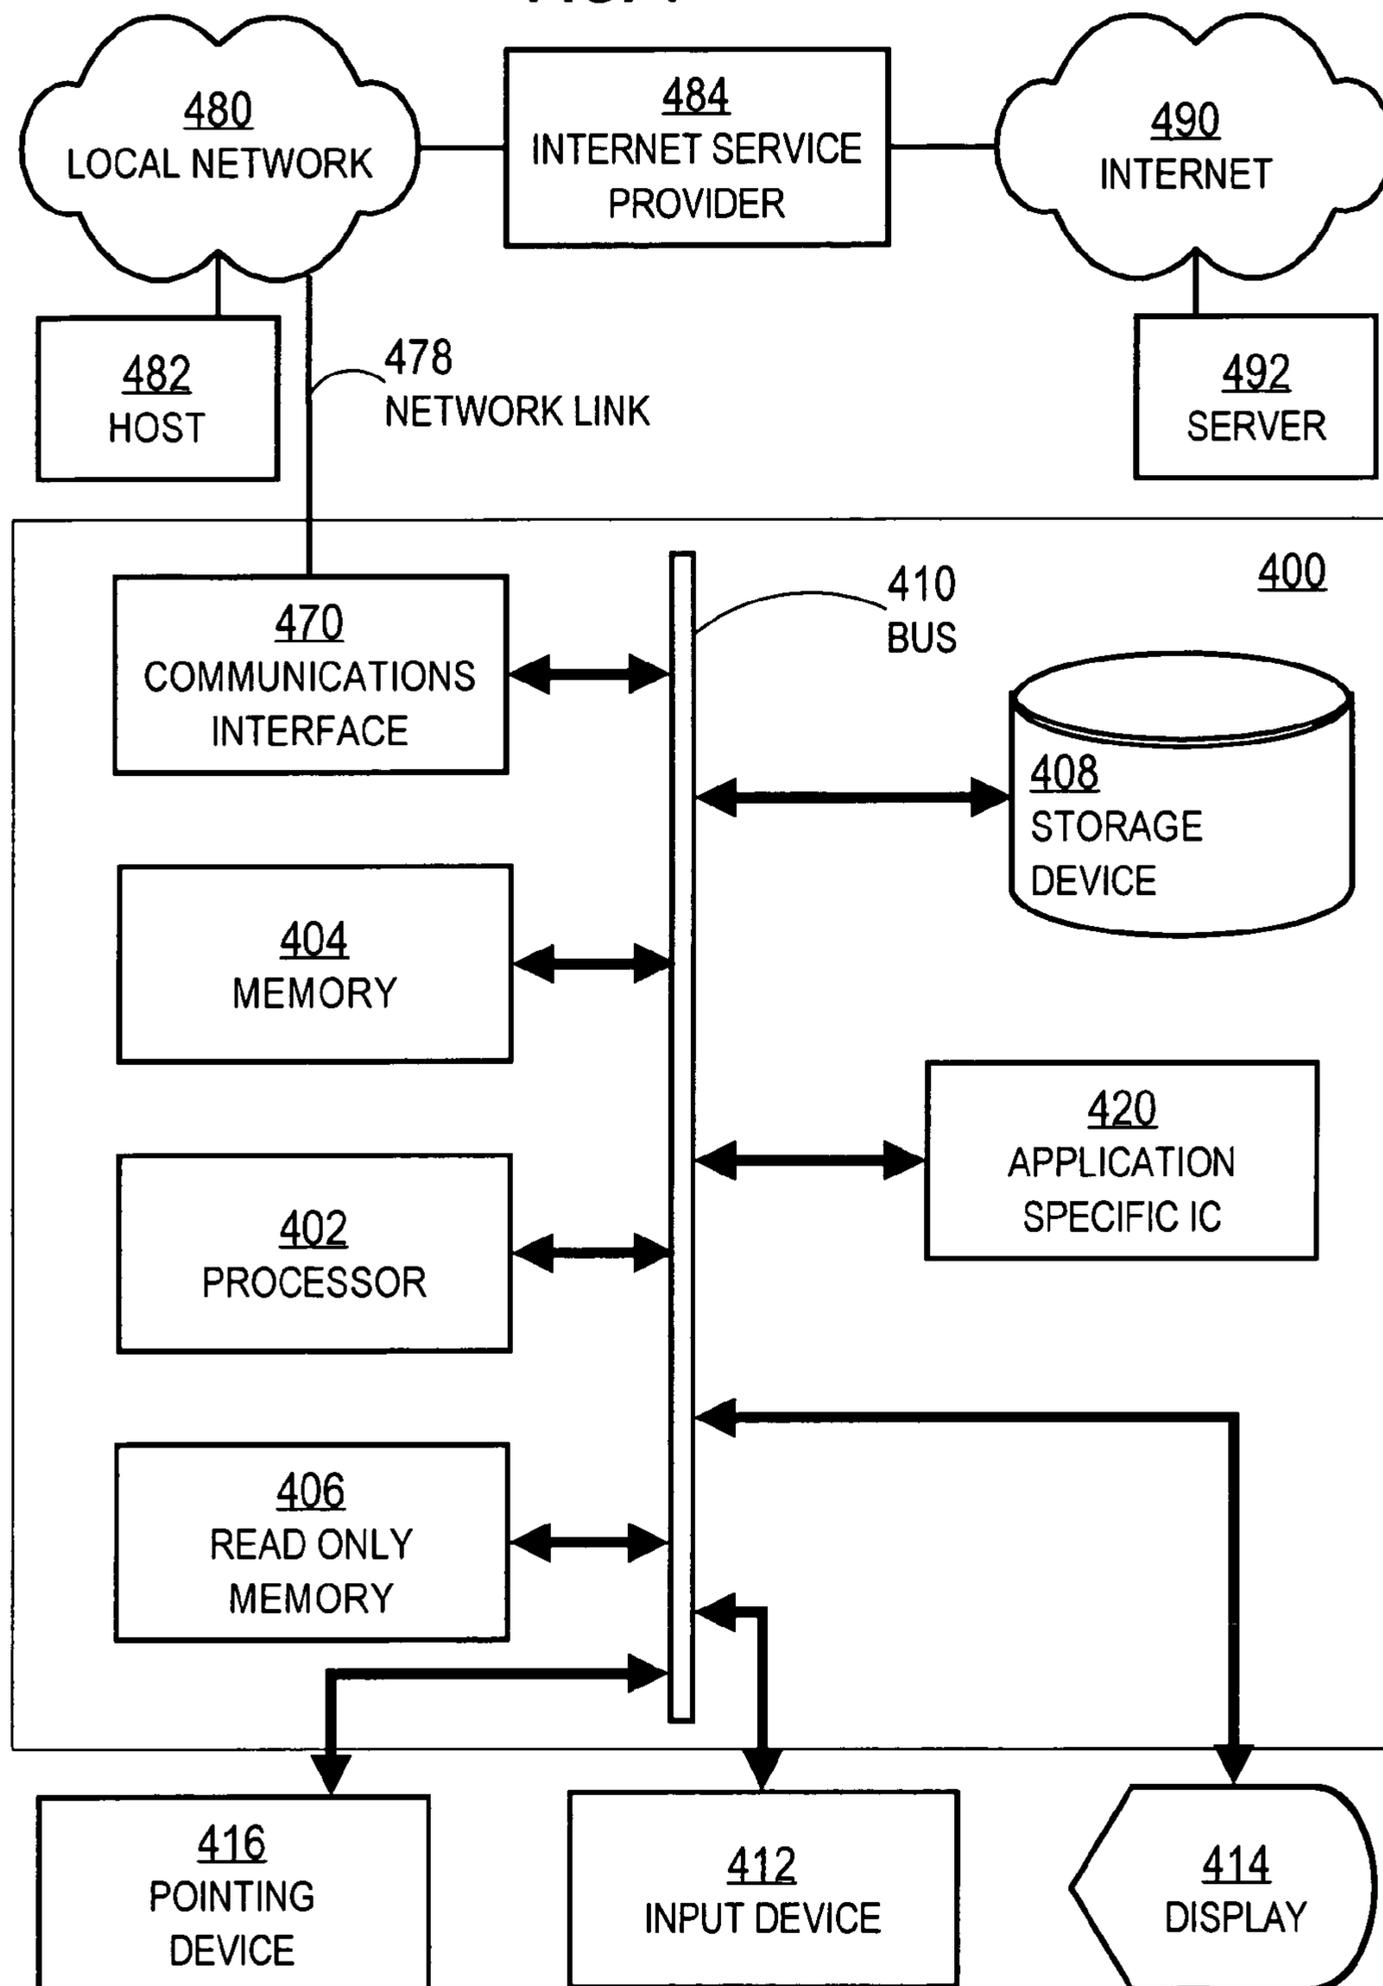 480
LOCAL NETWORK
484
INTERNET SERVICE
PROVIDER
490
INTERNET
482
HOST
478
NETWORK LINK
492
SERVER
400
470
COMMUNICATIONS
INTERFACE
410
BUS
408
STORAGE
DEVICE
404
MEMORY
420
APPLICATION
SPECIFIC IC
402
PROCESSOR
406
READ ONLY
MEMORY
416
POINTING
DEVICE
412
INPUT DEVICE
414
DISPLAY